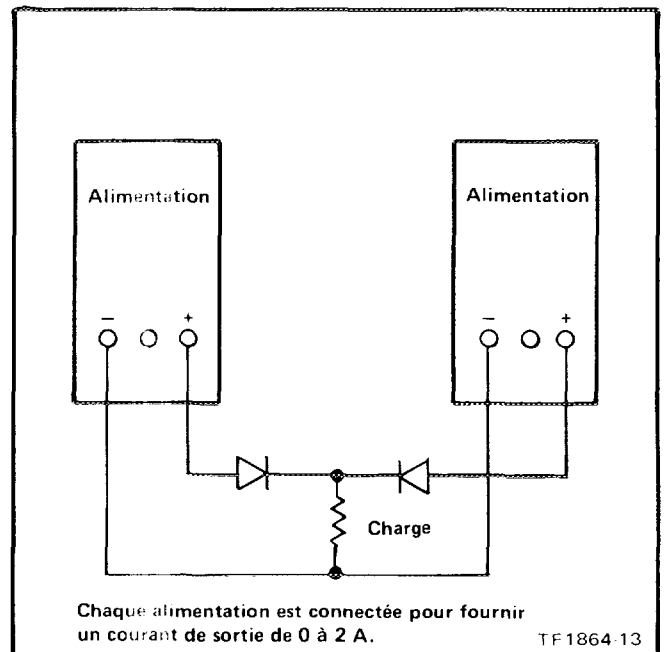 Alimentation
Alimentation
− +
− +
Charge
Chaque alimentation est connectée pour fournir
un courant de sortie de 0 à 2 A.
TF1864-13